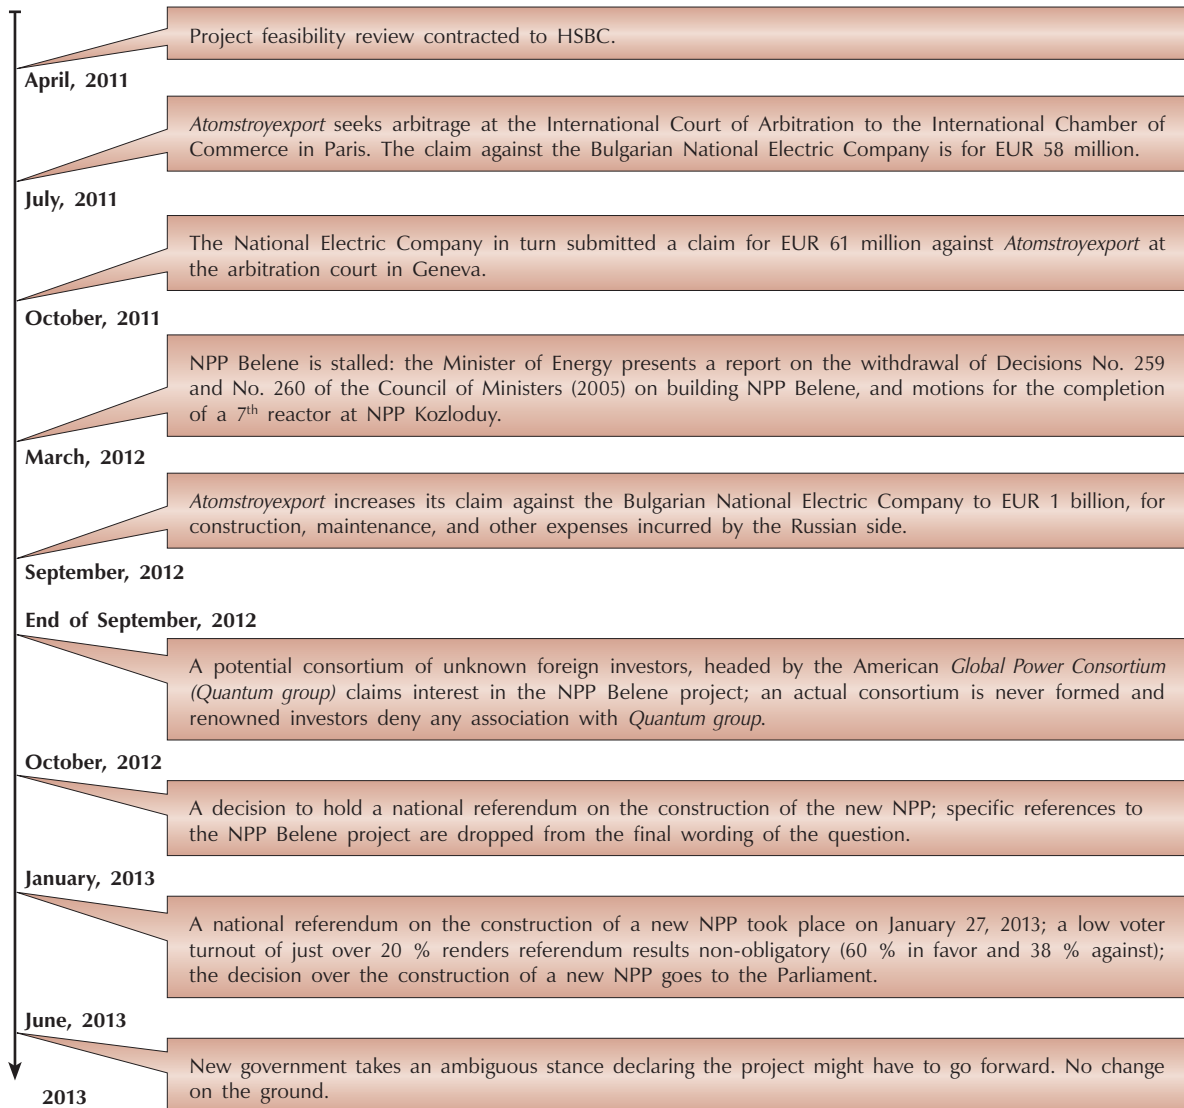 Project feasibility review contracted to HSBC.
April, 2011
Atomstroyexport seeks arbitrage at the International Court of Arbitration to the International Chamber of
Commerce in Paris. The claim against the Bulgarian National Electric Company is for EUR 58 million.
July, 2011
The National Electric Company in turn submitted a claim for EUR 61 million against Atomstroyexport at
the arbitration court in Geneva.
October, 2011
NPP Belene is stalled: the Minister of Energy presents a report on the withdrawal of Decisions No. 259
and No. 260 of the Council of Ministers (2005) on building NPP Belene, and motions for the completion
of a 7th reactor at NPP Kozloduy.
March, 2012
Atomstroyexport increases its claim against the Bulgarian National Electric Company to EUR 1 billion, for
construction, maintenance, and other expenses incurred by the Russian side.
September, 2012
End of September, 2012
A potential consortium of unknown foreign investors, headed by the American Global Power Consortium
(Quantum group) claims interest in the NPP Belene project; an actual consortium is never formed and
renowned investors deny any association with Quantum group.
October, 2012
A decision to hold a national referendum on the construction of the new NPP; specific references to
the NPP Belene project are dropped from the final wording of the question.
January, 2013
A national referendum on the construction of a new NPP took place on January 27, 2013; a low voter
turnout of just over 20 % renders referendum results non-obligatory (60 % in favor and 38 % against);
the decision over the construction of a new NPP goes to the Parliament.
June, 2013
New government takes an ambiguous stance declaring the project might have to go forward. No change
on the ground.
2013